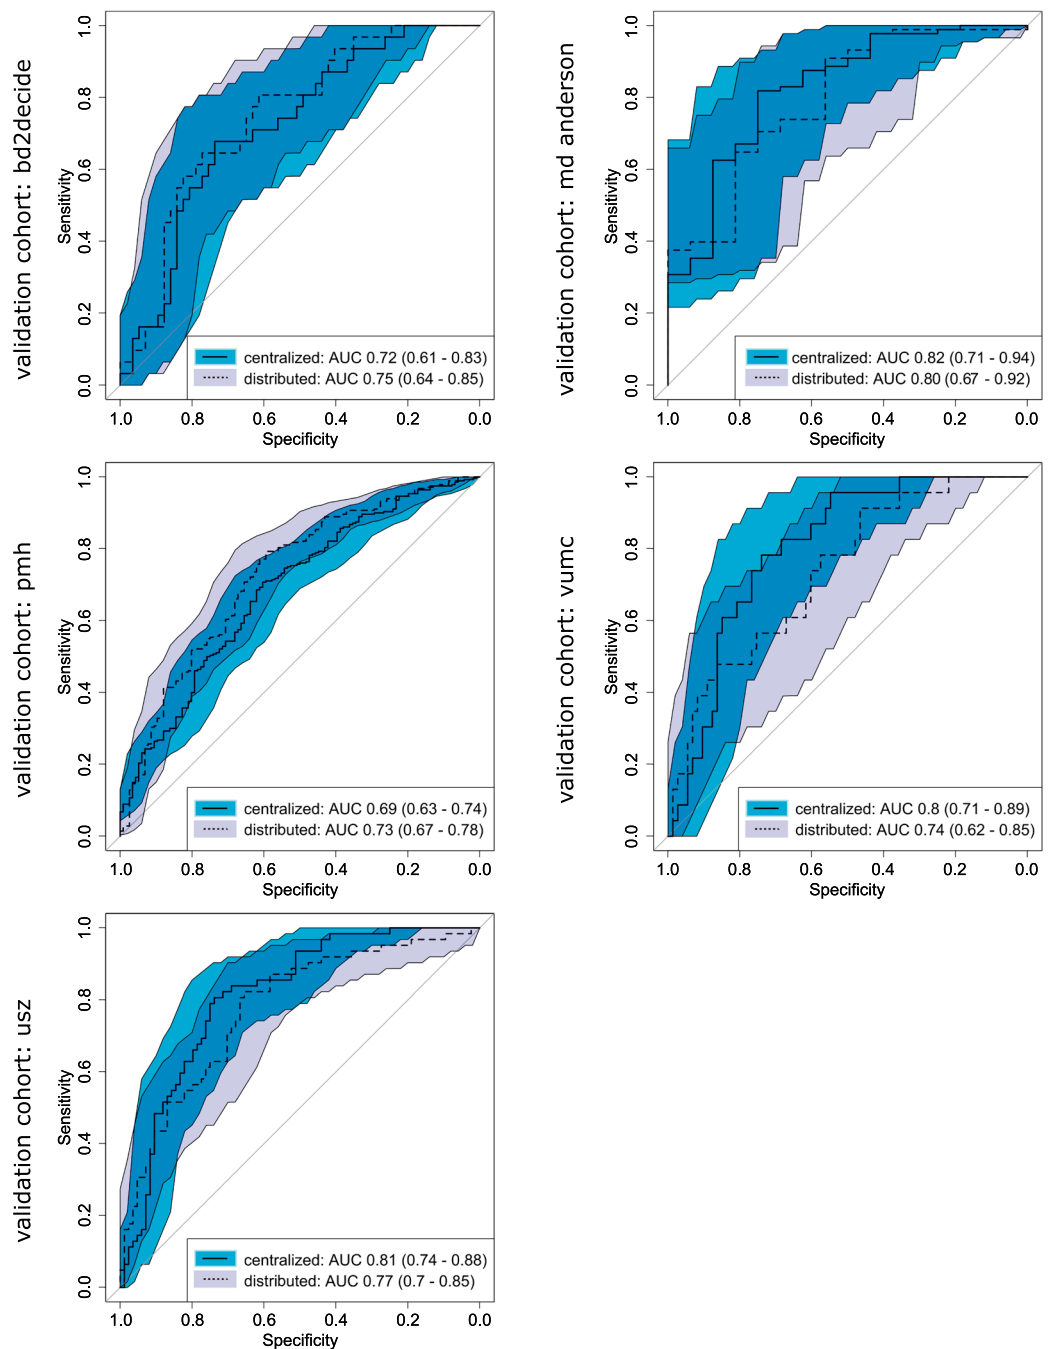 validation cohort: bd2decide
Sensitivity
0.0 0.2 0.4 0.6 0.8 1.0
centralized: AUC 0.72 (0.61 - 0.83)
distributed: AUC 0.75 (0.64 - 0.85)
1.0 0.8 0.6 0.4 0.2 0.0
Specificity
validation cohort: md anderson
Sensitivity
0.0 0.2 0.4 0.6 0.8 1.0
centralized: AUC 0.82 (0.71 - 0.94)
distributed: AUC 0.80 (0.67 - 0.92)
1.0 0.8 0.6 0.4 0.2 0.0
Specificity
validation cohort: pmh
Sensitivity
0.0 0.2 0.4 0.6 0.8 1.0
centralized: AUC 0.69 (0.63 - 0.74)
distributed: AUC 0.73 (0.67 - 0.78)
1.0 0.8 0.6 0.4 0.2 0.0
Specificity
validation cohort: vumc
Sensitivity
0.0 0.2 0.4 0.6 0.8 1.0
centralized: AUC 0.8 (0.71 - 0.89)
distributed: AUC 0.74 (0.62 - 0.85)
1.0 0.8 0.6 0.4 0.2 0.0
Specificity
validation cohort: usz
Sensitivity
0.0 0.2 0.4 0.6 0.8 1.0
centralized: AUC 0.81 (0.74 - 0.88)
distributed: AUC 0.77 (0.7 - 0.85)
1.0 0.8 0.6 0.4 0.2 0.0
Specificity